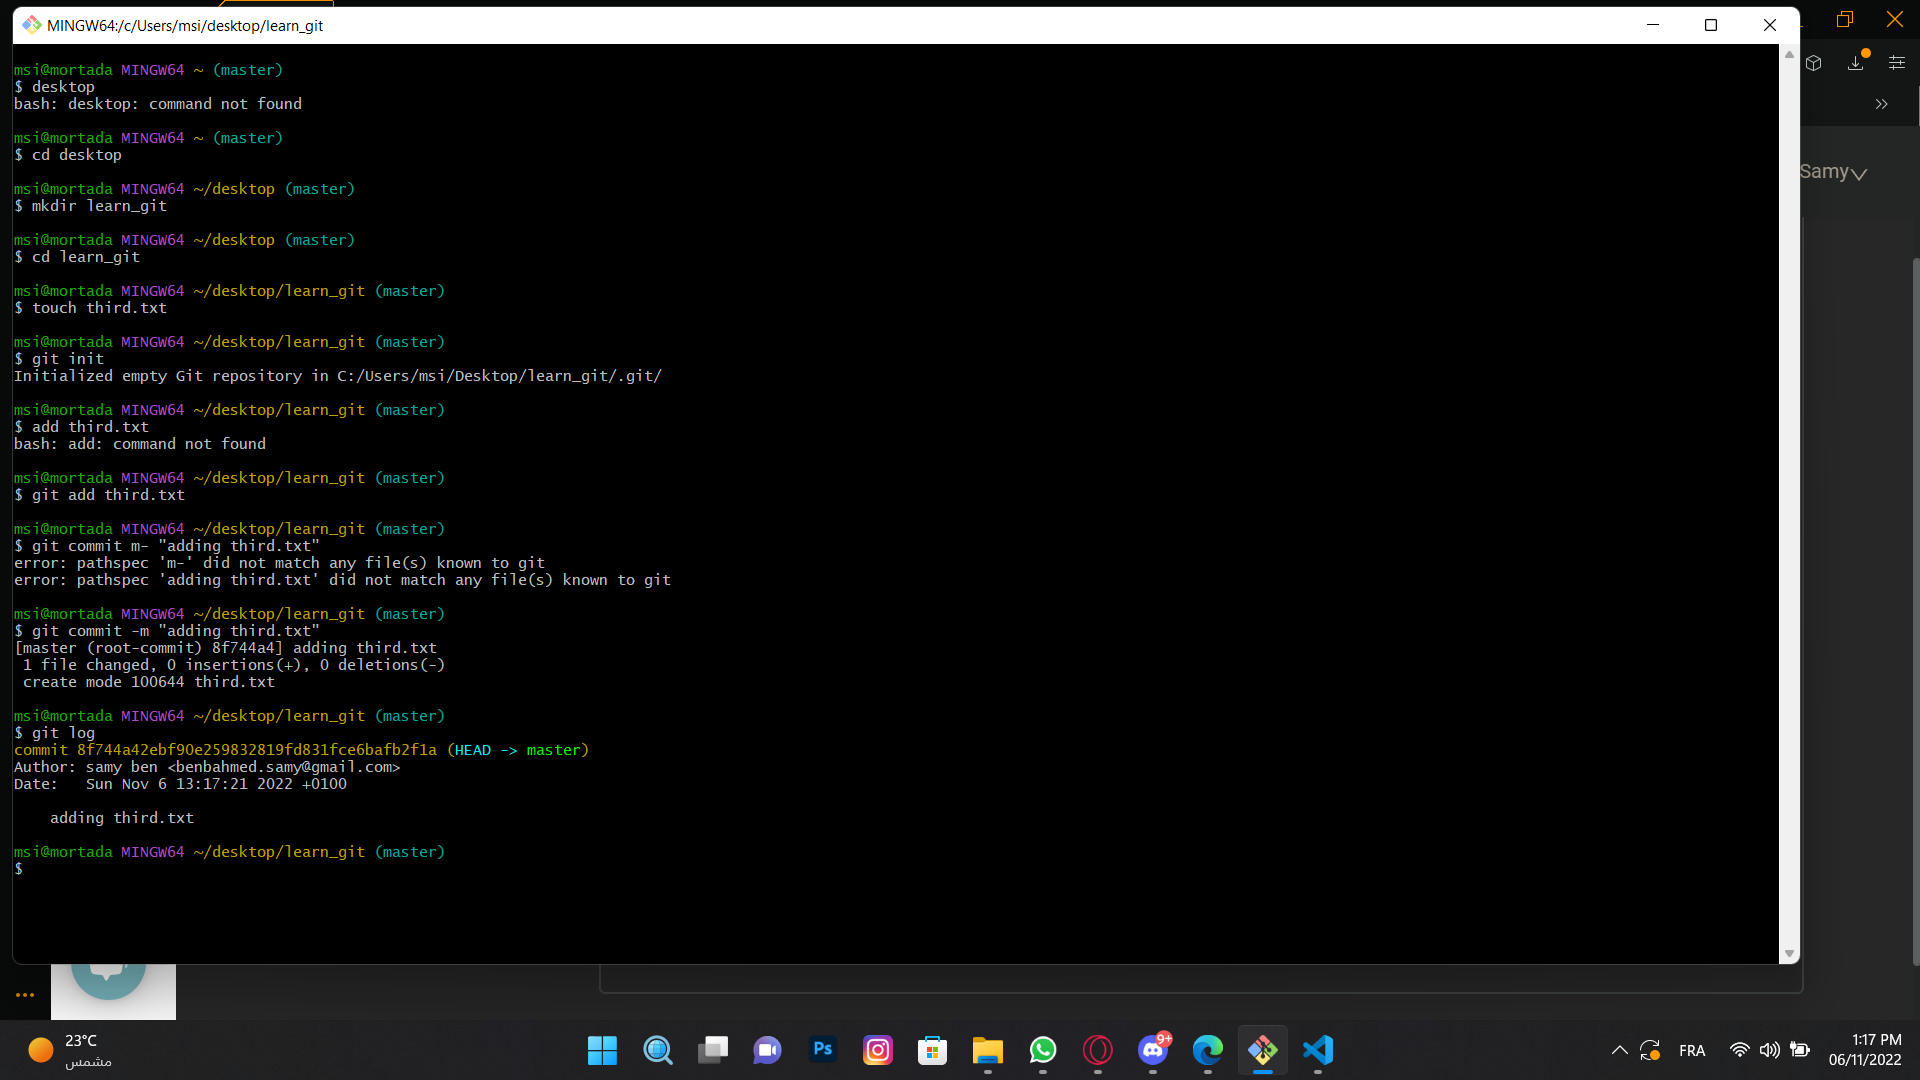 MINGW64:/c/Users/msi/desktop/learn_git
msi@mortada MINGW64 ~ (master)
$ desktop
bash: desktop: command not found
msi@mortada MINGW64 ~ (master)
$ cd desktop
msi@mortada MINGW64 ~/desktop (master)
$ mkdir learn_git
msi@mortada MINGW64 ~/desktop (master)
$ cd learn_git
msi@mortada MINGW64 ~/desktop/learn_git (master)
$ touch third.txt
msi@mortada MINGW64 ~/desktop/learn_git (master)
$ git init
Initialized empty Git repository in C:/Users/msi/Desktop/learn_git/.git/
msi@mortada MINGW64 ~/desktop/learn_git (master)
$ add third.txt
bash: add: command not found
msi@mortada MINGW64 ~/desktop/learn_git (master)
$ git add third.txt
msi@mortada MINGW64 ~/desktop/learn_git (master)
$ git commit m- "adding third.txt"
error: pathspec 'm-' did not match any file(s) known to git
error: pathspec 'adding third.txt' did not match any file(s) known to git
msi@mortada MINGW64 ~/desktop/learn_git (master)
$ git commit -m "adding third.txt"
[master (root-commit) 8f744a4] adding third.txt
1 file changed, 0 insertions(+), 0 deletions(-)
create mode 100644 third.txt
msi@mortada MINGW64 ~/desktop/learn_git (master)
$ git log
commit 8f744a42ebf90e259832819fd831fce6bafb2f1a (HEAD -> master)
Author: samy ben <benbahmed.samy@gmail.com>
Date:   Sun Nov 6 13:17:21 2022 +0100
adding third.txt
msi@mortada MINGW64 ~/desktop/learn_git (master)
$
Samy
23°C
مشمس
Ps
9+
FRA
1:17 PM
06/11/2022